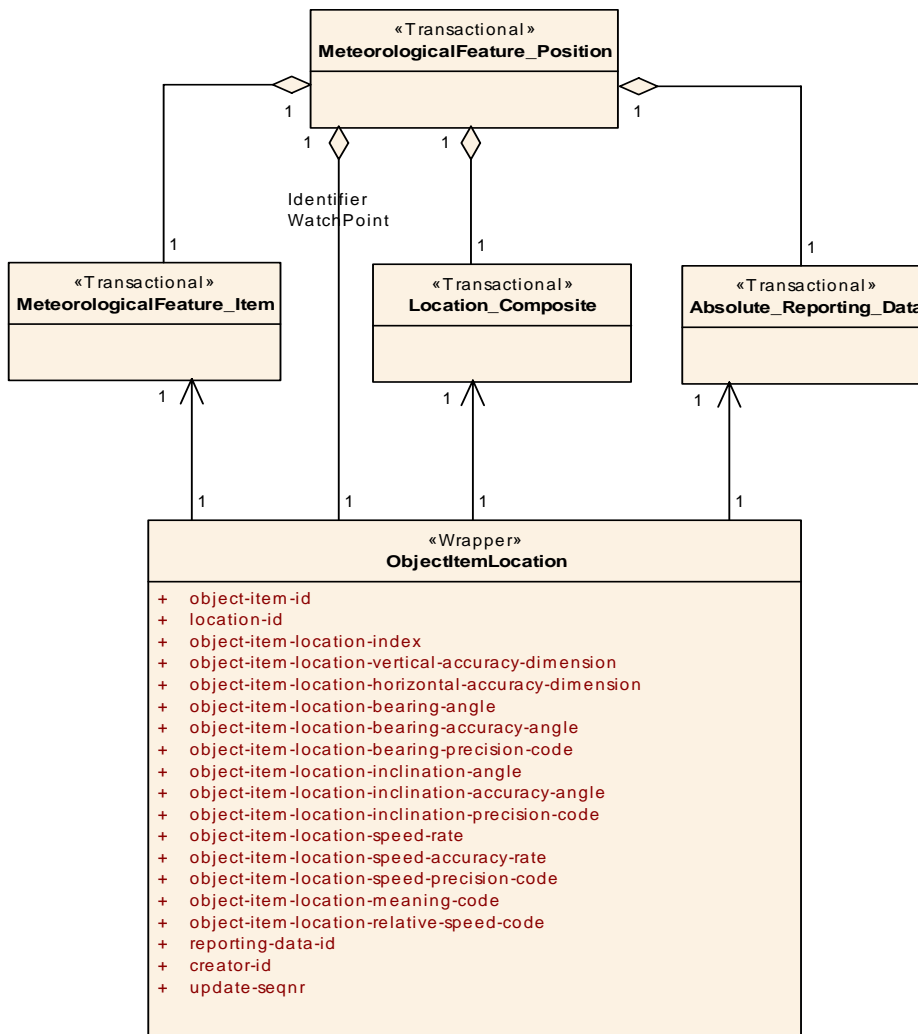 «Transactional»
MeteorologicalFeature_Position
1
1
1
1
Identifier
WatchPoint
1
1
1
«Transactional»
MeteorologicalFeature_Item
«Transactional»
Location_Composite
«Transactional»
Absolute_Reporting_Data
1
1
1
1
1
1
1
«Wrapper»
ObjectItemLocation
+ object-item-id
+ location-id
+ object-item-location-index
+ object-item-location-vertical-accuracy-dimension
+ object-item-location-horizontal-accuracy-dimension
+ object-item-location-bearing-angle
+ object-item-location-bearing-accuracy-angle
+ object-item-location-bearing-precision-code
+ object-item-location-inclination-angle
+ object-item-location-inclination-accuracy-angle
+ object-item-location-inclination-precision-code
+ object-item-location-speed-rate
+ object-item-location-speed-accuracy-rate
+ object-item-location-speed-precision-code
+ object-item-location-meaning-code
+ object-item-location-relative-speed-code
+ reporting-data-id
+ creator-id
+ update-seqnr